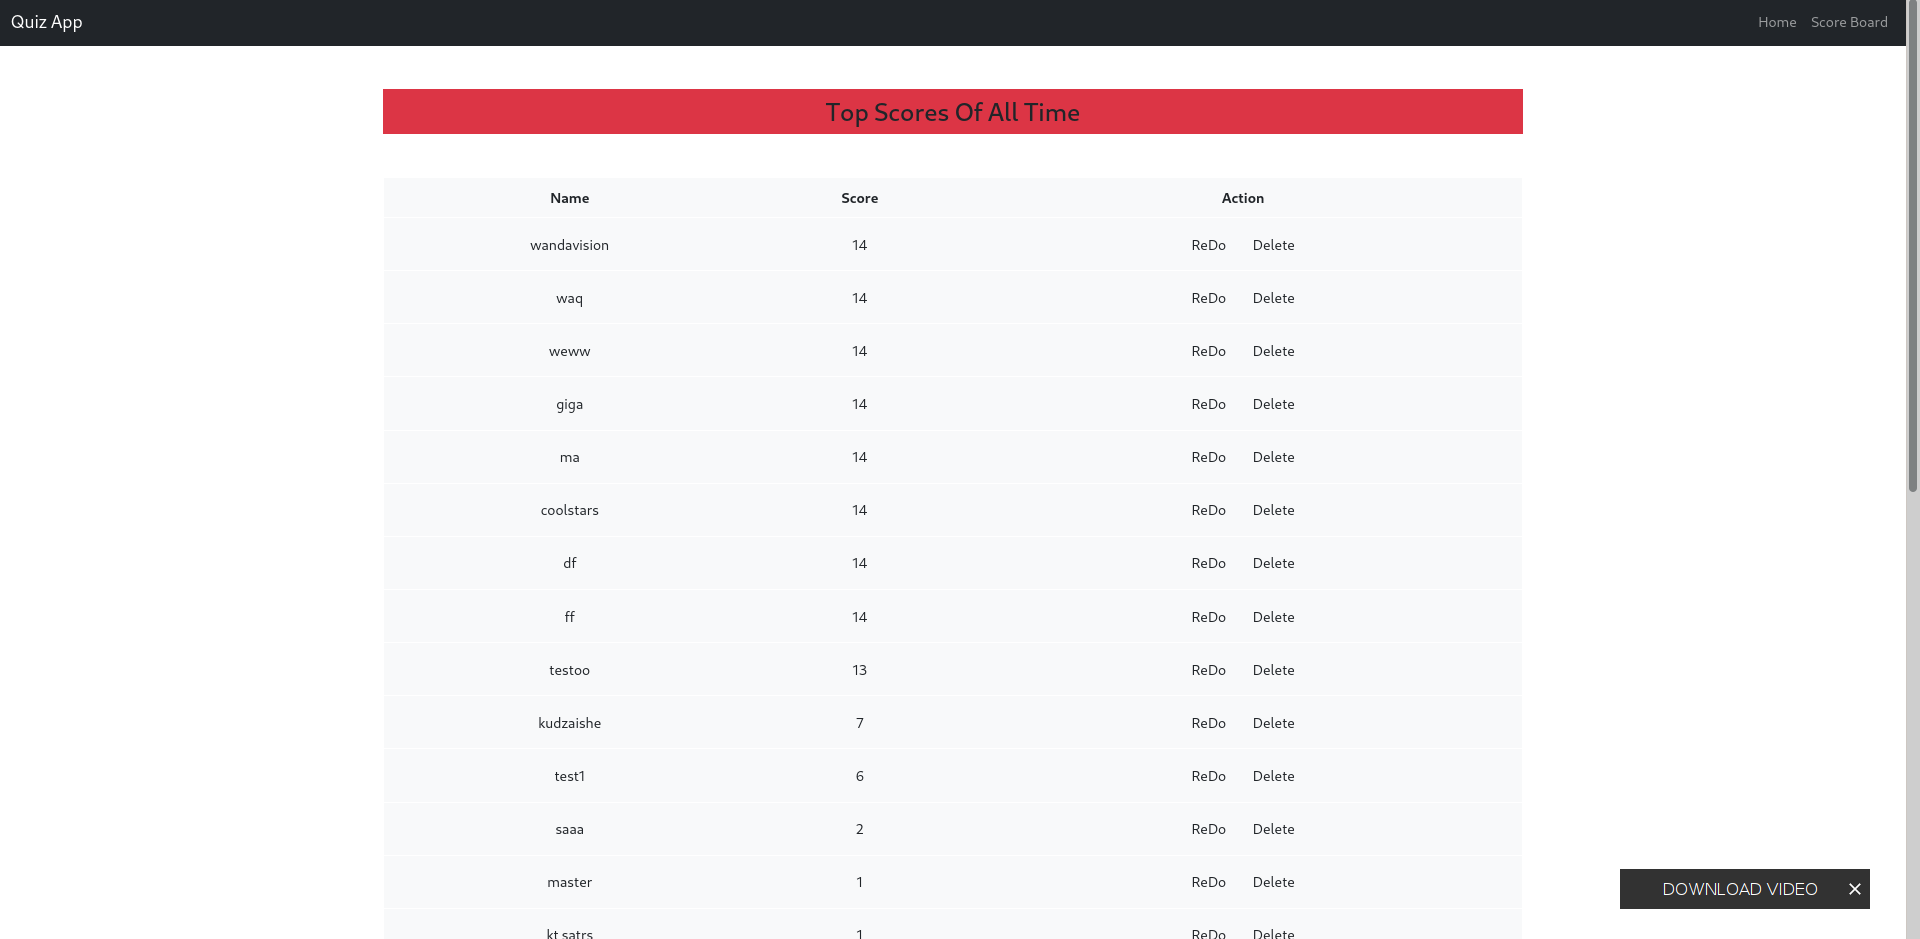 Quiz App Home Score Board
Top Scores Of All Time
Name Score Action
wandavision 14 ReDo Delete
waq 14 ReDo Delete
weww 14 ReDo Delete
giga 14 ReDo Delete
ma 14 ReDo Delete
coolstars 14 ReDo Delete
df 14 ReDo Delete
ff 14 ReDo Delete
testoo 13 ReDo Delete
kudzaishe 7 ReDo Delete
test1 6 ReDo Delete
saaa 2 ReDo Delete
master 1 ReDo Delete
DOWNLOAD VIDEO
kt satrs 1 ReDo Delete